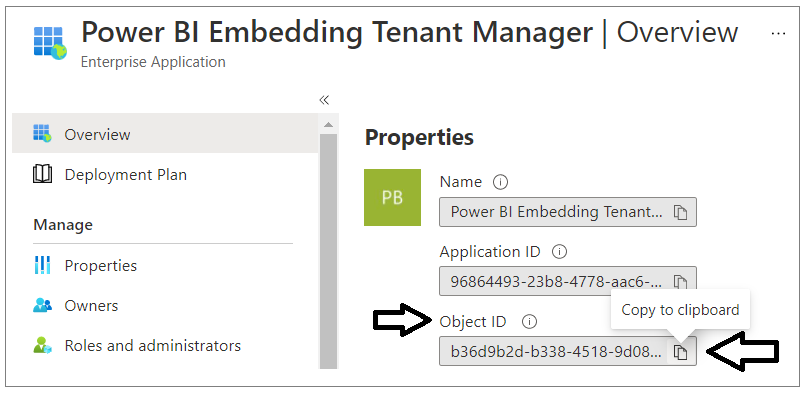 Power BI Embedding Tenant Manager | Overview ...
Enterprise Application
Overview
Deployment Plan
Manage
Properties
Owners
Roles and administrators
Properties
PB
Name
Power BI Embedding Tenant...
Application ID
96864493-23b8-4778-aac6-...
Copy to clipboard
Object ID
b36d9b2d-b338-4518-9d08...